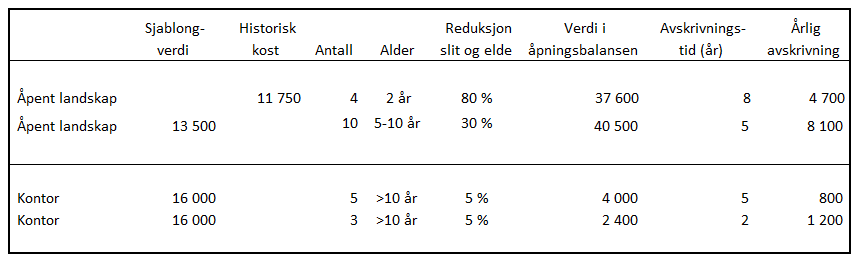 Sjablong- Historisk Reduksjon Verdi i Avskrivnings- Årlig
verdi kost Antall Alder slit og elde åpningsbalansen tid (år) avskrivning
Åpent landskap 11 750 4 2 år 80 % 37 600 8 4 700
Åpent landskap 13 500 10 5-10 år 30 % 40 500 5 8 100
Kontor 16 000 5 >10 år 5 % 4 000 5 800
Kontor 16 000 3 >10 år 5 % 2 400 2 1 200